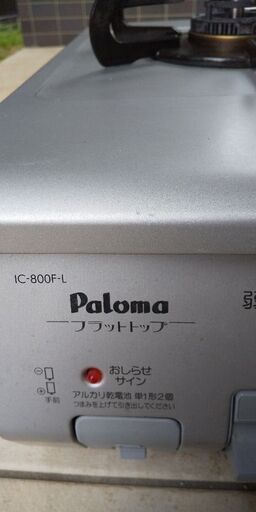 IC-800F-L
Paloma
フラットトップ
弱
おしらせ
サイン
手前
アルカリ乾電池 単1形2個
つまみを上げて引き出してください